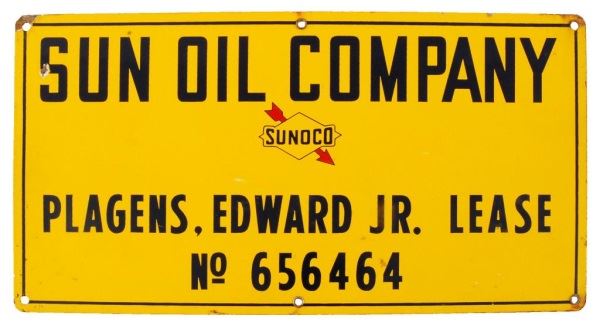 SUN OIL COMPANY
SUNOCO
PLAGENS, EDWARD JR. LEASE
Nº 656464